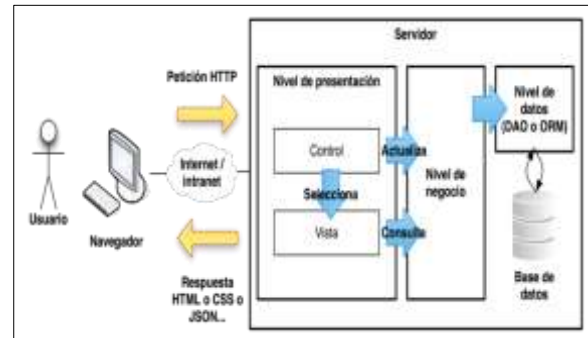 Servidor
Petición HTTP
Nivel de presentación
Nivel de
datos
(DAO o ORM)
Control
Actualiza
Internet /
intranet
Nivel de
negocio
Selecciona
Usuario
Navegador
Vista
Consulta
Respuesta
HTML o CSS o
JSON...
Base de
datos